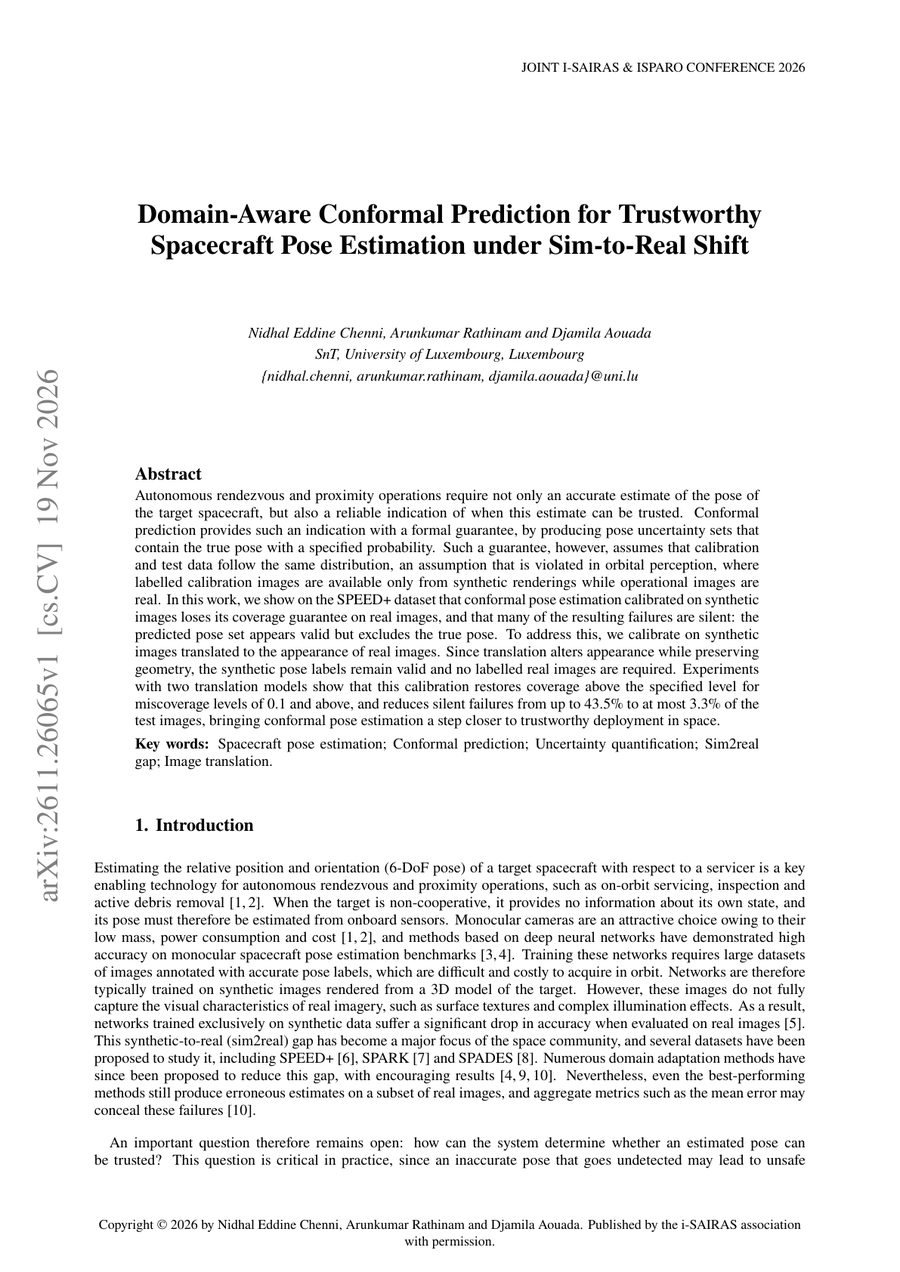 JOINT I-SAIRAS & ISPARO CONFERENCE 2026
Domain-Aware Conformal Prediction for Trustworthy
Spacecraft Pose Estimation under Sim-to-Real Shift
Nidhal Eddine Chenni, Arunkumar Rathinam and Djamila Aouada
SnT, University of Luxembourg, Luxembourg
{nidhal.chenni, arunkumar.rathinam, djamila.aouada}@uni.lu
arXiv:2611.26065v1 [cs.CV] 19 Nov 2026
Abstract
Autonomous rendezvous and proximity operations require not only an accurate estimate of the pose of
the target spacecraft, but also a reliable indication of when this estimate can be trusted. Conformal
prediction provides such an indication with a formal guarantee, by producing pose uncertainty sets that
contain the true pose with a specified probability. Such a guarantee, however, assumes that calibration
and test data follow the same distribution, an assumption that is violated in orbital perception, where
labelled calibration images are available only from synthetic renderings while operational images are
real. In this work, we show on the SPEED+ dataset that conformal pose estimation calibrated on synthetic
images loses its coverage guarantee on real images, and that many of the resulting failures are silent: the
predicted pose set appears valid but excludes the true pose. To address this, we calibrate on synthetic
images translated to the appearance of real images. Since translation alters appearance while preserving
geometry, the synthetic pose labels remain valid and no labelled real images are required. Experiments
with two translation models show that this calibration restores coverage above the specified level for
miscoverage levels of 0.1 and above, and reduces silent failures from up to 43.5% to at most 3.3% of the
test images, bringing conformal pose estimation a step closer to trustworthy deployment in space.
Key words: Spacecraft pose estimation; Conformal prediction; Uncertainty quantification; Sim2real
gap; Image translation.
1. Introduction
Estimating the relative position and orientation (6-DoF pose) of a target spacecraft with respect to a servicer is a key
enabling technology for autonomous rendezvous and proximity operations, such as on-orbit servicing, inspection and
active debris removal [1, 2]. When the target is non-cooperative, it provides no information about its own state, and
its pose must therefore be estimated from onboard sensors. Monocular cameras are an attractive choice owing to their
low mass, power consumption and cost [1, 2], and methods based on deep neural networks have demonstrated high
accuracy on monocular spacecraft pose estimation benchmarks [3, 4]. Training these networks requires large datasets
of images annotated with accurate pose labels, which are difficult and costly to acquire in orbit. Networks are therefore
typically trained on synthetic images rendered from a 3D model of the target. However, these images do not fully
capture the visual characteristics of real imagery, such as surface textures and complex illumination effects. As a result,
networks trained exclusively on synthetic data suffer a significant drop in accuracy when evaluated on real images [5].
This synthetic-to-real (sim2real) gap has become a major focus of the space community, and several datasets have been
proposed to study it, including SPEED+ [6], SPARK [7] and SPADES [8]. Numerous domain adaptation methods have
since been proposed to reduce this gap, with encouraging results [4, 9, 10]. Nevertheless, even the best-performing
methods still produce erroneous estimates on a subset of real images, and aggregate metrics such as the mean error may
conceal these failures [10].
An important question therefore remains open: how can the system determine whether an estimated pose can
be trusted? This question is critical in practice, since an inaccurate pose that goes undetected may lead to unsafe
Copyright © 2026 by Nidhal Eddine Chenni, Arunkumar Rathinam and Djamila Aouada. Published by the i-SAIRAS association
with permission.